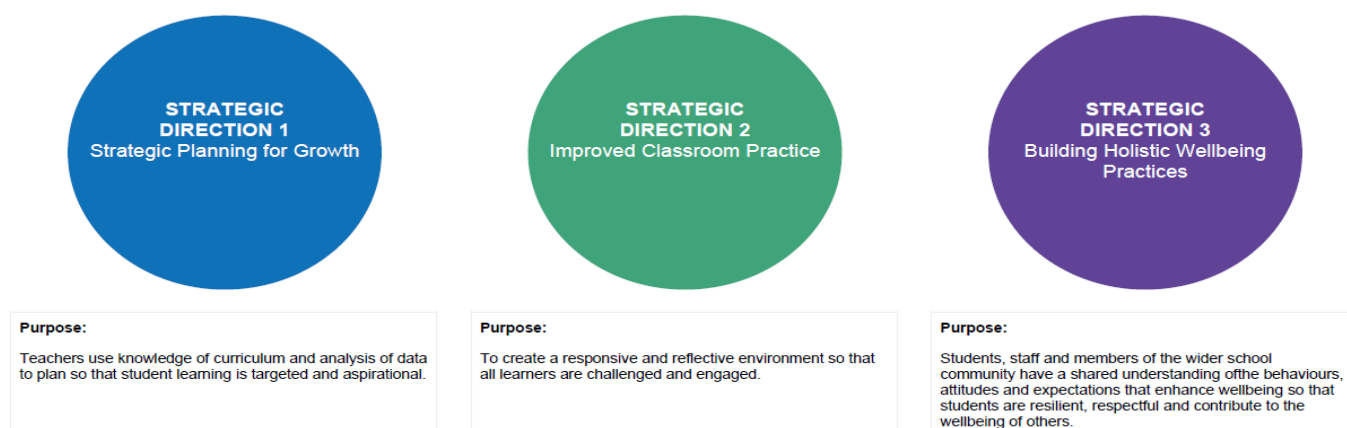 STRATEGIC
DIRECTION 1
Strategic Planning for Growth
Purpose:
Teachers use knowledge of curriculum and analysis of data
to plan so that student learning is targeted and aspirational.
STRATEGIC
DIRECTION 2
Improved Classroom Practice
Purpose:
To create a responsive and reflective environment so that
all learners are challenged and engaged.
STRATEGIC
DIRECTION 3
Building Holistic Wellbeing
Practices
Purpose:
Students, staff and members of the wider school
community have a shared understanding ofthe behaviours,
attitudes and expectations that enhance wellbeing so that
students are resilient, respectful and contribute to the
wellbeing of others.